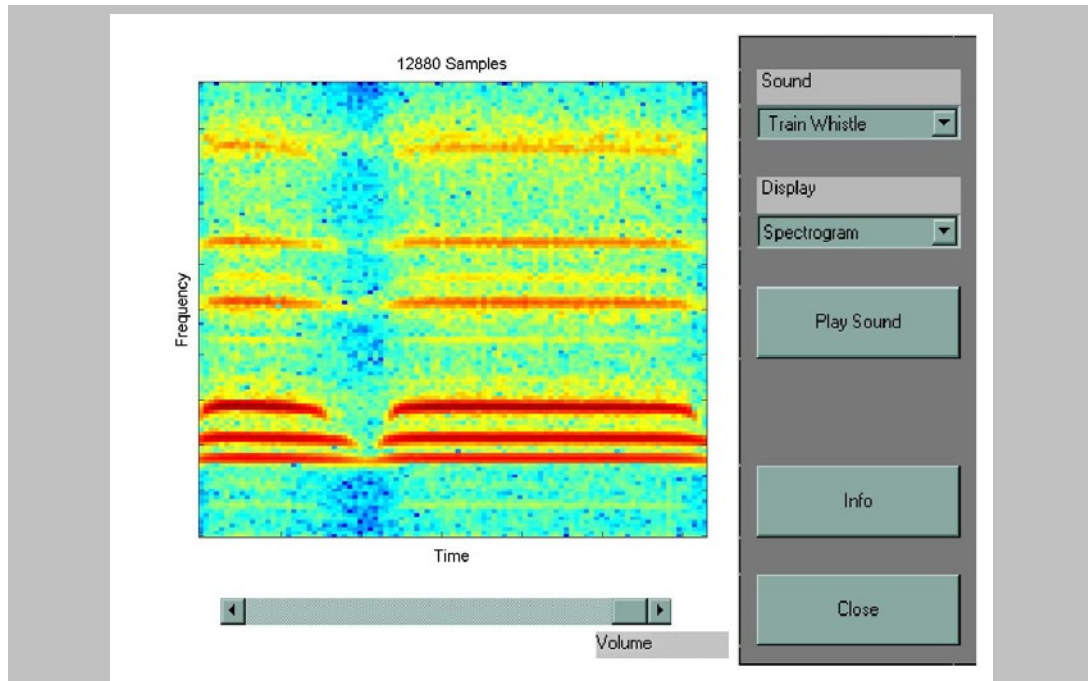 12880 Samples
Frequency
Time
Volume
Sound
Train Whistle
Display
Spectrogram
Play Sound
Info
Close